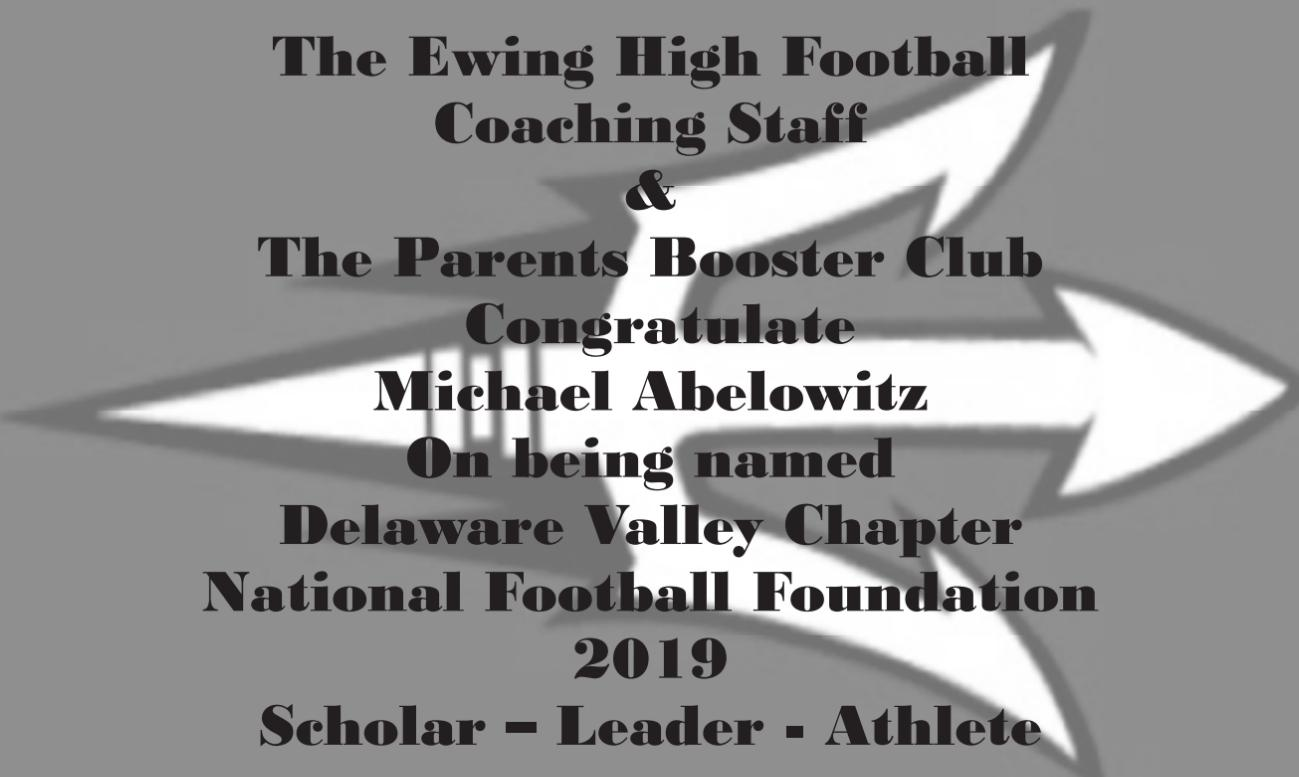 The Ewing High Football
Coaching Staff
&
The Parents Booster Club
Congratulate
Michael Abelowitz
On being named
Delaware Valley Chapter
National Football Foundation
2019
Scholar – Leader - Athlete